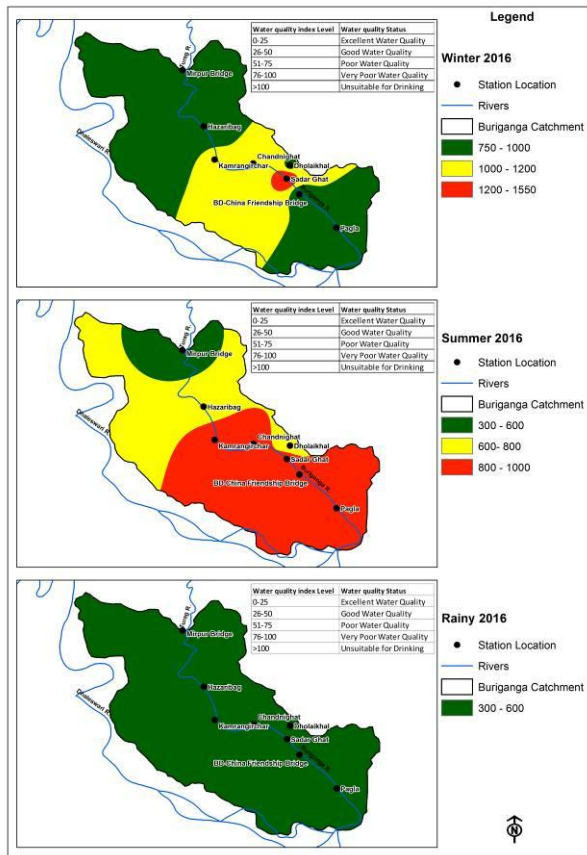 Legend
Water quality index Level Water quality Status
0-25 Excellent Water Quality
26-50 Good Water Quality
51-75 Poor Water Quality
76-100 Very Poor Water Quality
>100 Unsuitable for Drinking
Turag R.
Mirpur Bridge
Dhaleswari R.
Hazaribag
Chandnighat
Kamrangirchar
Dholaikhal
Sadar Ghat
Buriganga R.
BD-China Friendship Bridge
Pagla
Winter 2016
Station Location
Rivers
Buriganga Catchment
750 - 1000
1000 - 1200
1200 - 1550
Water quality index Level Water quality Status
0-25 Excellent Water Quality
26-50 Good Water Quality
51-75 Poor Water Quality
76-100 Very Poor Water Quality
>100 Unsuitable for Drinking
Turag R.
Mirpur Bridge
Dhaleswari R.
Hazaribag
Chandnighat
Kamrangirchar
Dholaikhal
Sadar Ghat
Buriganga R.
BD-China Friendship Bridge
Pagla
Summer 2016
Station Location
Rivers
Buriganga Catchment
300 - 600
600- 800
800 - 1000
Water quality index Level Water quality Status
0-25 Excellent Water Quality
26-50 Good Water Quality
51-75 Poor Water Quality
76-100 Very Poor Water Quality
>100 Unsuitable for Drinking
Turag R.
Mirpur Bridge
Dhaleswari R.
Hazaribag
Chandnighat
Kamrangirchar
Dholaikhal
Sadar Ghat
Buriganga R.
BD-China Friendship Bridge
Pagla
Rainy 2016
Station Location
Rivers
Buriganga Catchment
300 - 600
N